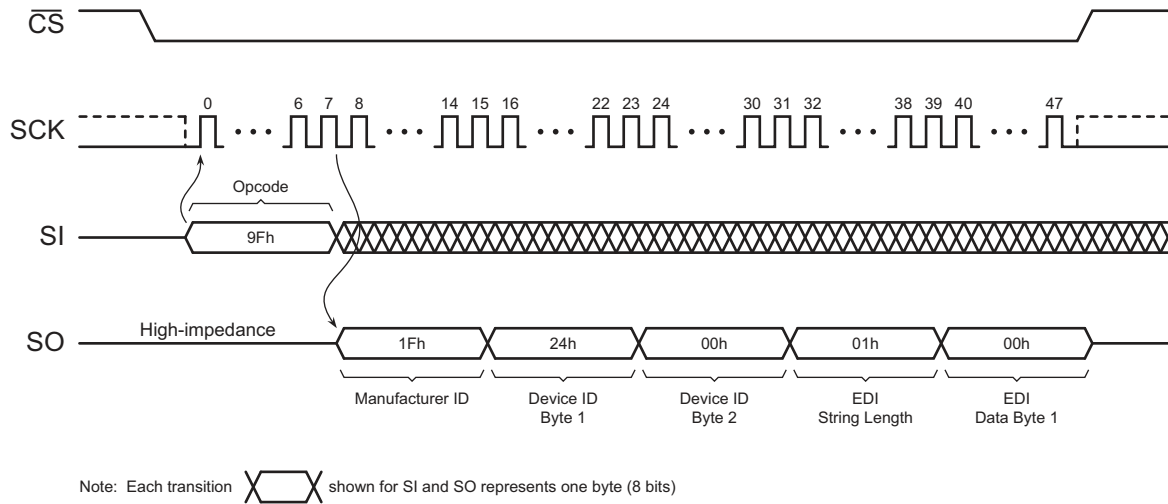 CS
SCK
0 6 7 8 14 15 16 22 23 24 30 31 32 38 39 40 47
Opcode
SI
9Fh
High-impedance
SO
1Fh 24h 00h 01h 00h
Manufacturer ID Device ID EDI
Byte 1
Device ID
Byte 2
EDI
String Length
EDI
Data Byte 1
Note: Each transition shown for SI and SO represents one byte (8 bits)